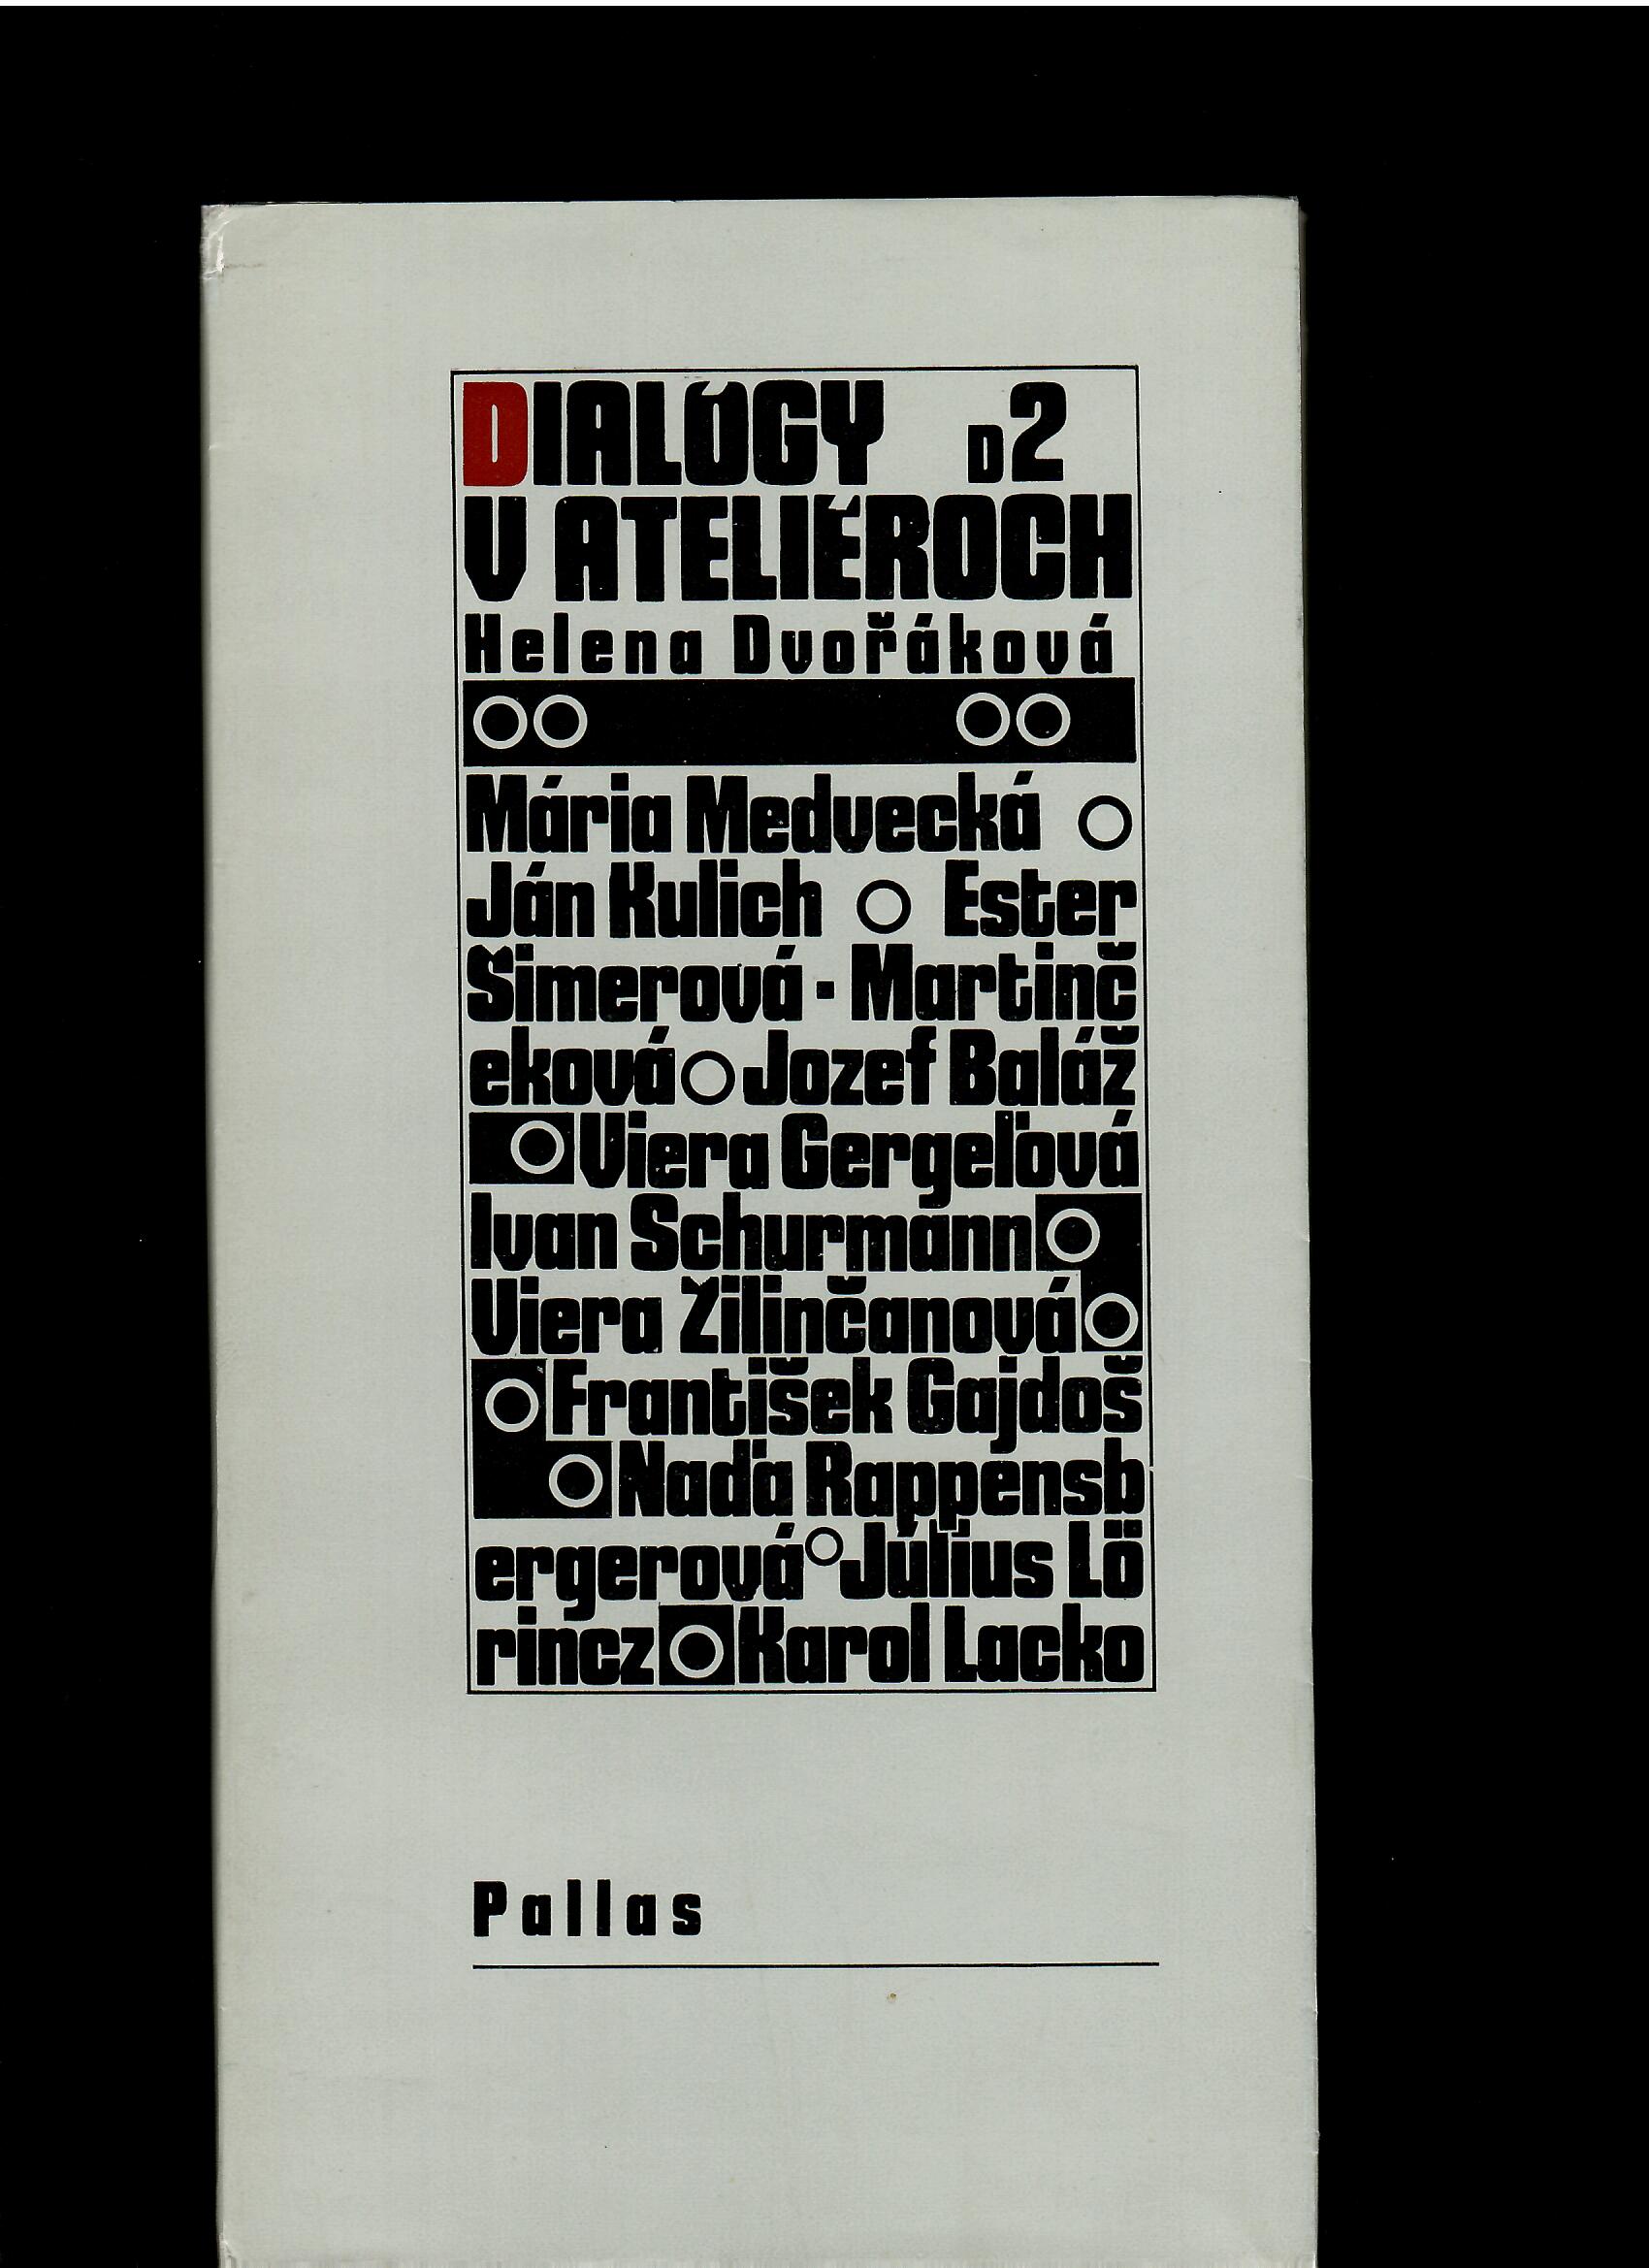 DIALÓGY D2
V ATELIÉROCH
Helena Dvořáková
Mária Medvecká
Ján Kulich Ester
Šimerová-Martinč
eková Jozef Baláž
Viera Gergeľová
Ivan Schurmann
Viera Žilinčanová
František Gajdoš
Naďa Rappensb
ergerová Július Lö
rincz Karol Lacko
Pallas